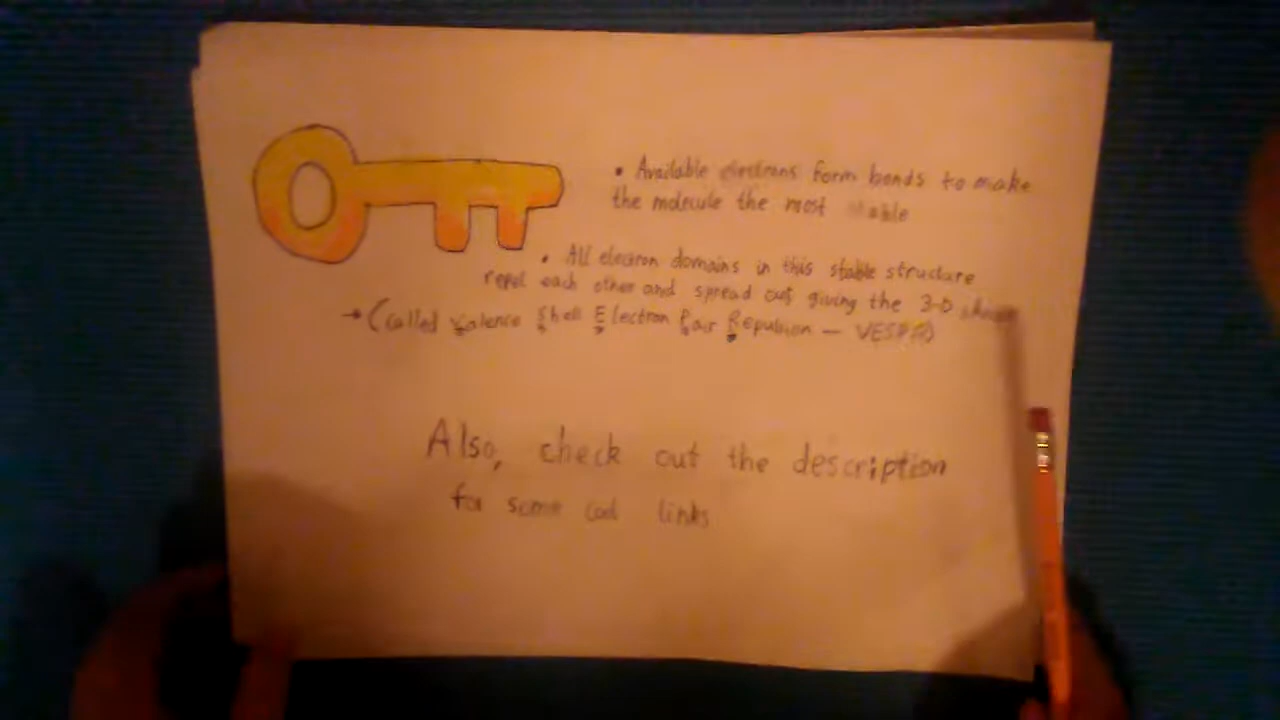 • Available electrons form bonds to make
the molecule the most stable
• All electron domains in this stable structure
repel each other and spread out giving the 3-D
→ (called Valence Shell Electron Pair Repulsion — VESPR)
Also, check out the description
for some cool links